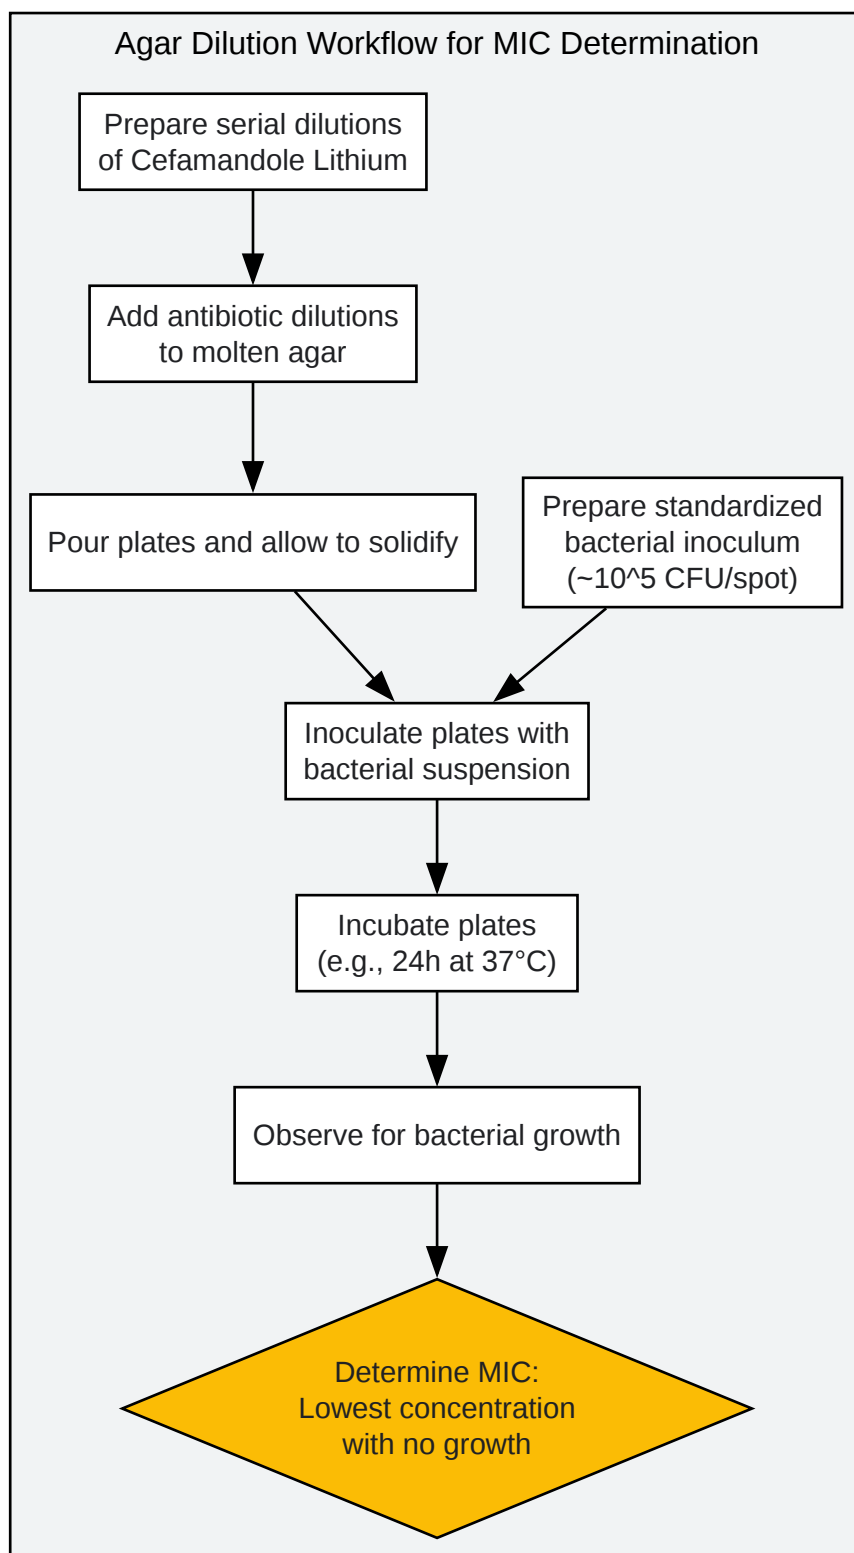 Agar Dilution Workflow for MIC Determination
Prepare serial dilutions
of Cefamandole Lithium
Add antibiotic dilutions
to molten agar
Pour plates and allow to solidify
Prepare standardized
bacterial inoculum
(~10^5 CFU/spot)
Inoculate plates with
bacterial suspension
Incubate plates
(e.g., 24h at 37°C)
Observe for bacterial growth
Determine MIC:
Lowest concentration
with no growth